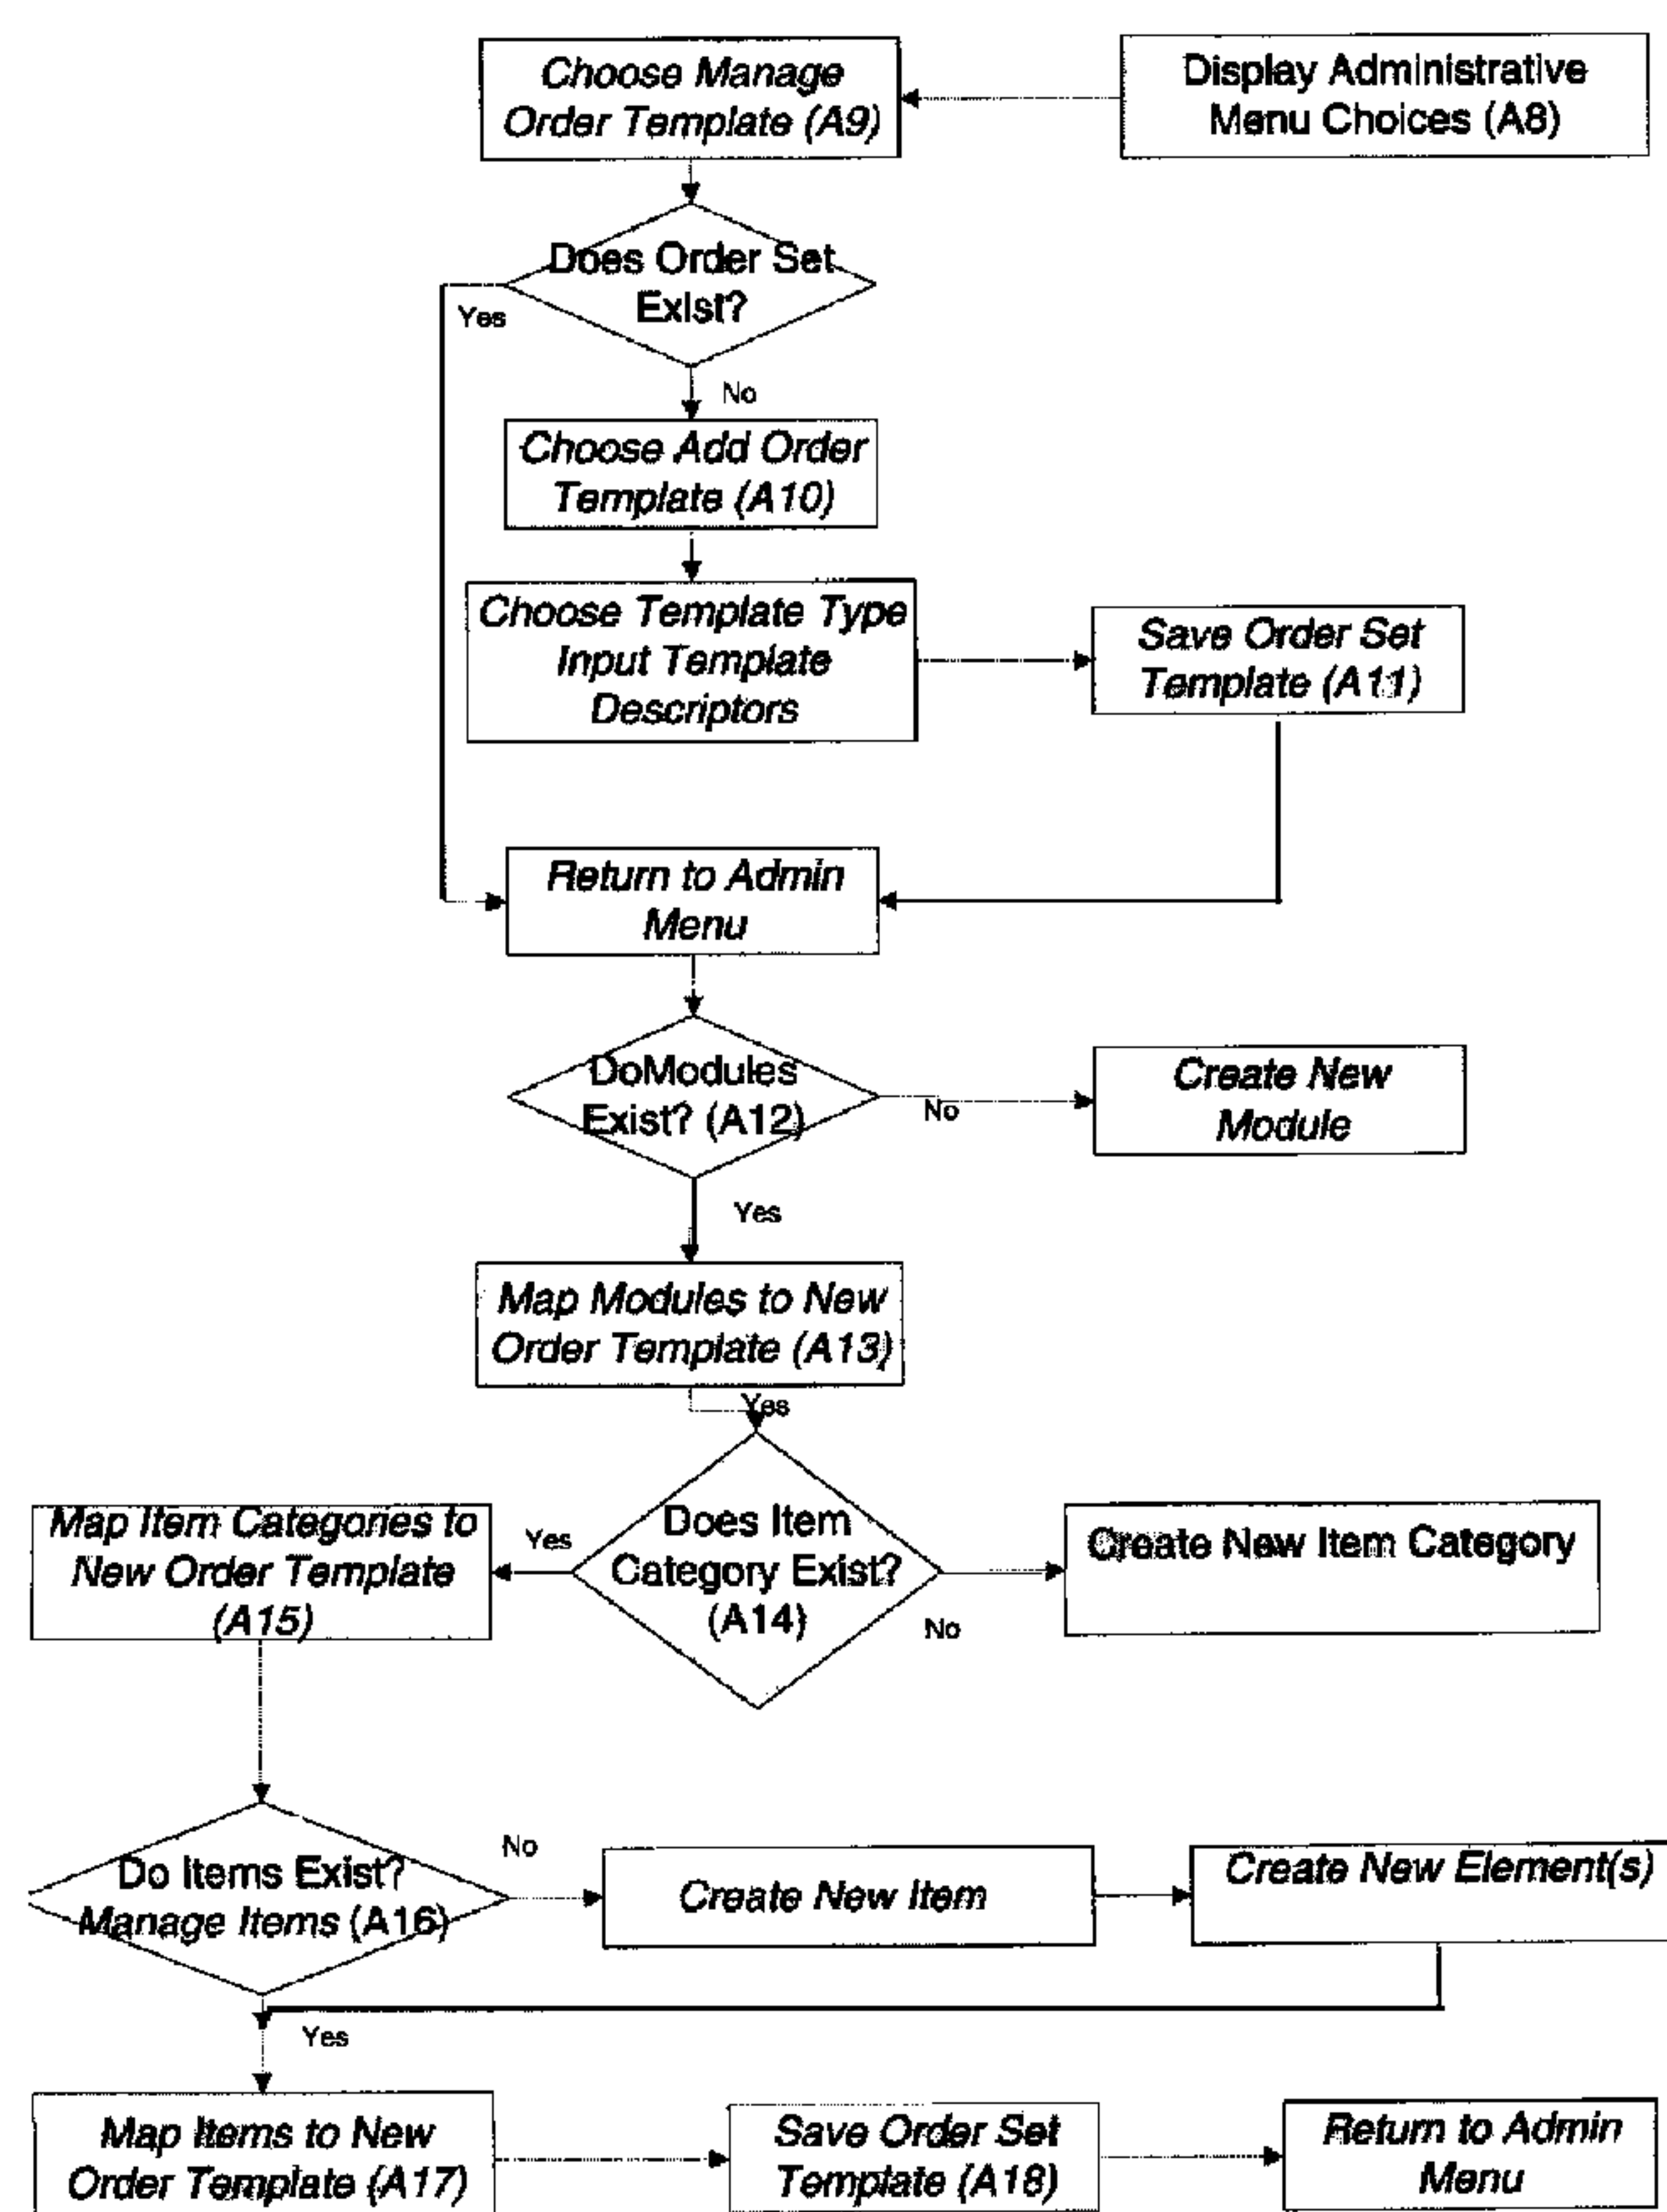 Choose Manage
Order Template (A9)
Display Administrative
Menu Choices (A8)
Does Order Set
Exist?
Yes
No
Choose Add Order
Template (A10)
Choose Template Type
Input Template
Descriptors
Save Order Set
Template (A11)
Return to Admin
Menu
DoModules
Exist? (A12)
No
Create New
Module
Yes
Map Modules to New
Order Template (A13)
Yes
Map Item Categories to
New Order Template
(A15)
Yes
Does Item
Category Exist?
(A14)
No
Create New Item Category
Do Items Exist?
Manage Items (A16)
No
Create New Item
Create New Element(s)
Yes
Map Items to New
Order Template (A17)
Save Order Set
Template (A18)
Return to Admin
Menu